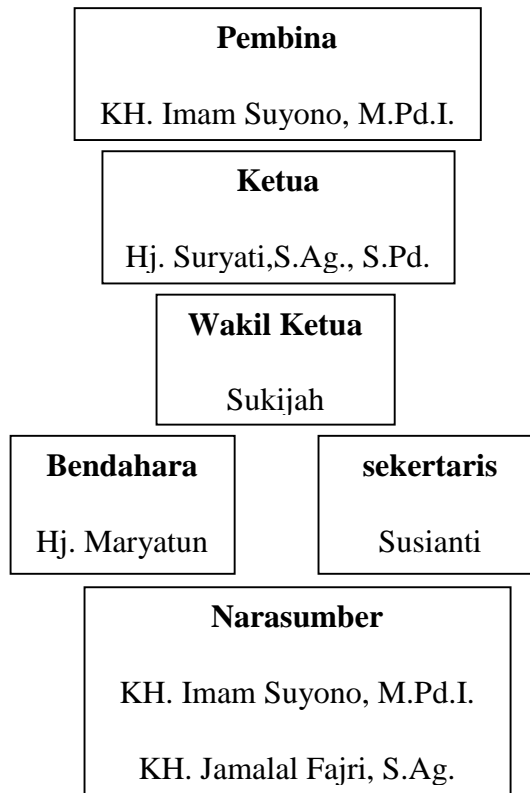 Pembina
KH. Imam Suyono, M.Pd.I.
Ketua
Hj. Suryati,S.Ag., S.Pd.
Wakil Ketua
Sukijah
Bendahara
Hj. Maryatun
sekertaris
Susianti
Narasumber
KH. Imam Suyono, M.Pd.I.
KH. Jamalal Fajri, S.Ag.